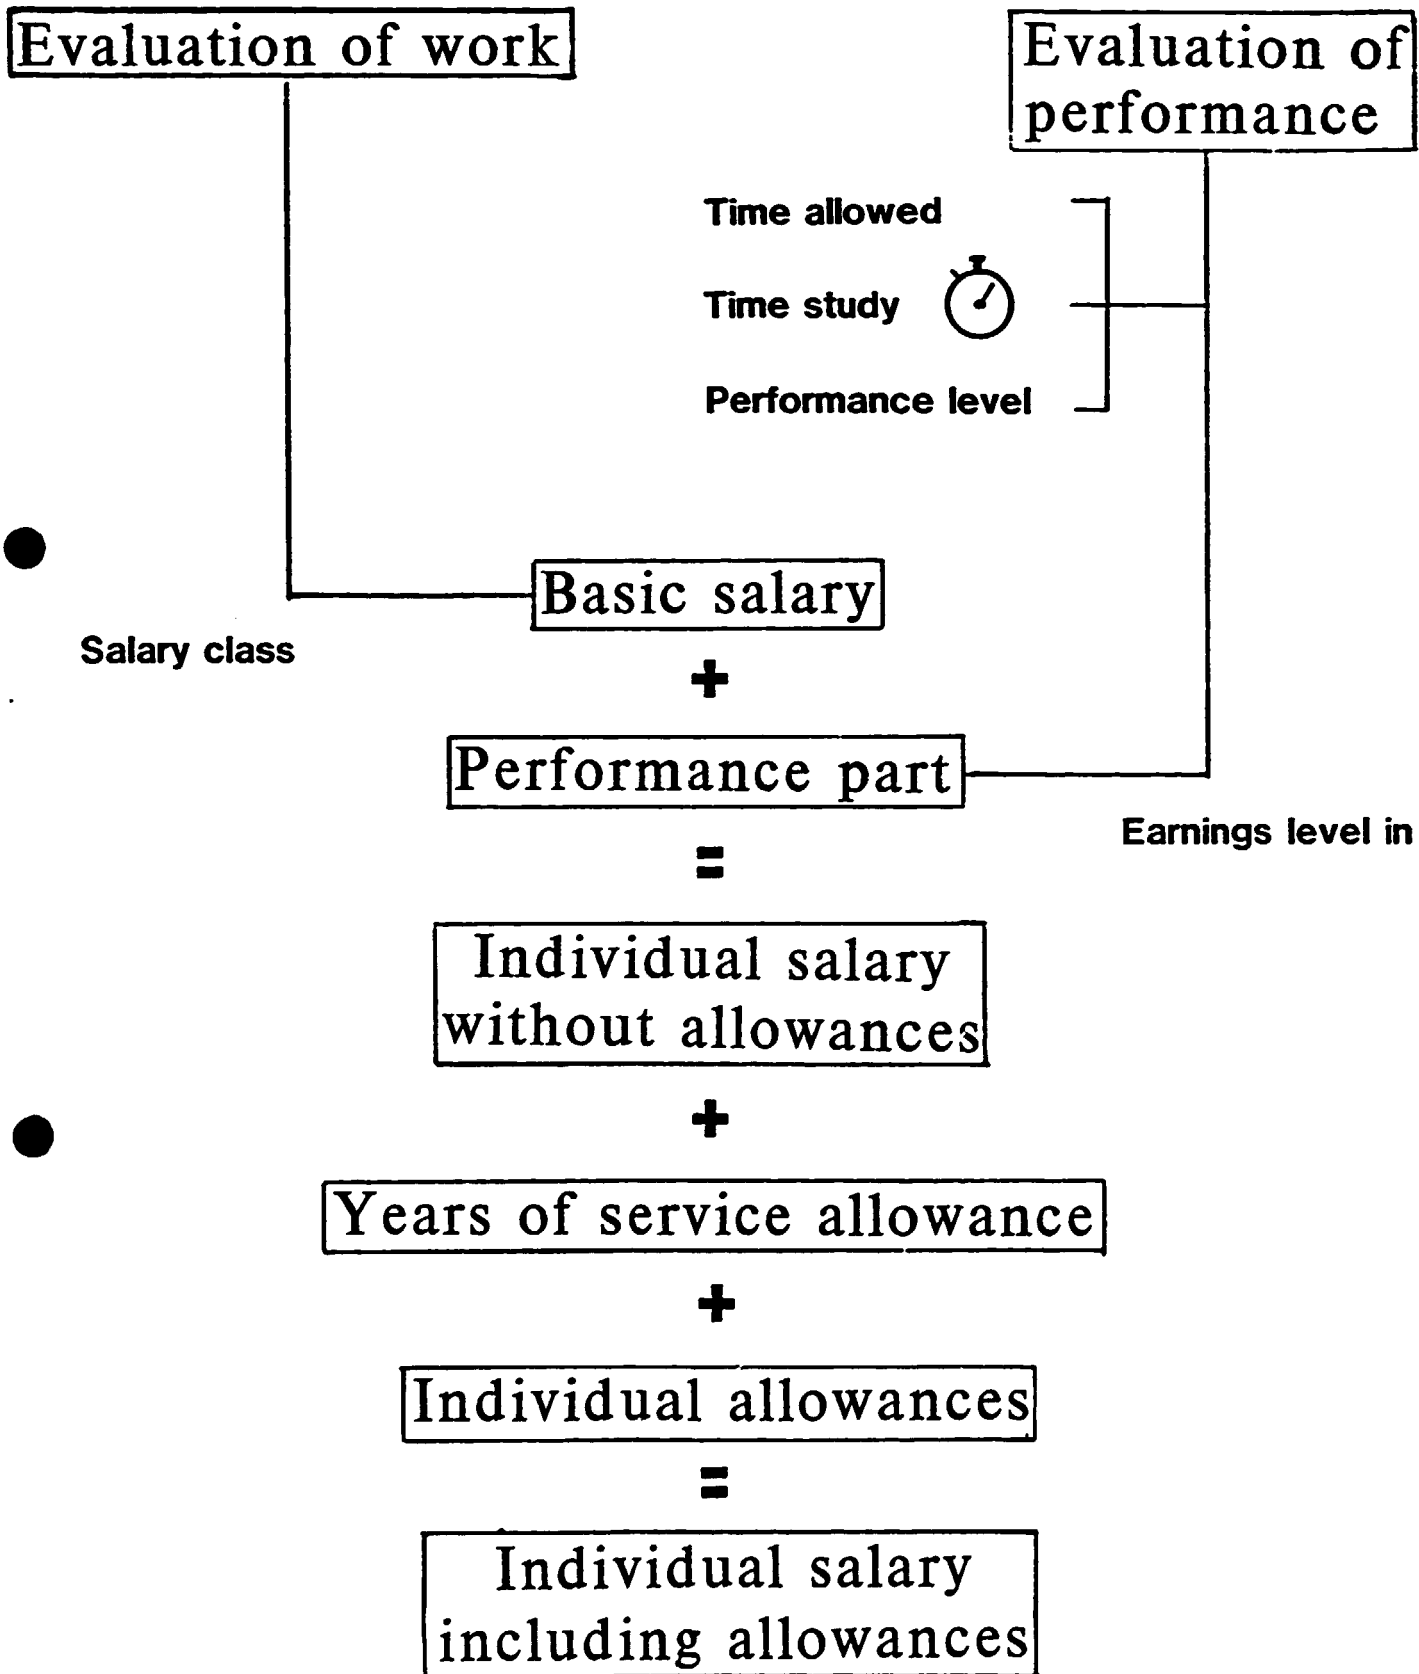 Evaluation of work
Evaluation of
performance
Time allowed
Time study
Performance level
Basic salary
Salary class
+
Performance part
Earnings level in
=
Individual salary
without allowances
+
Years of service allowance
+
Individual allowances
=
Individual salary
including allowances